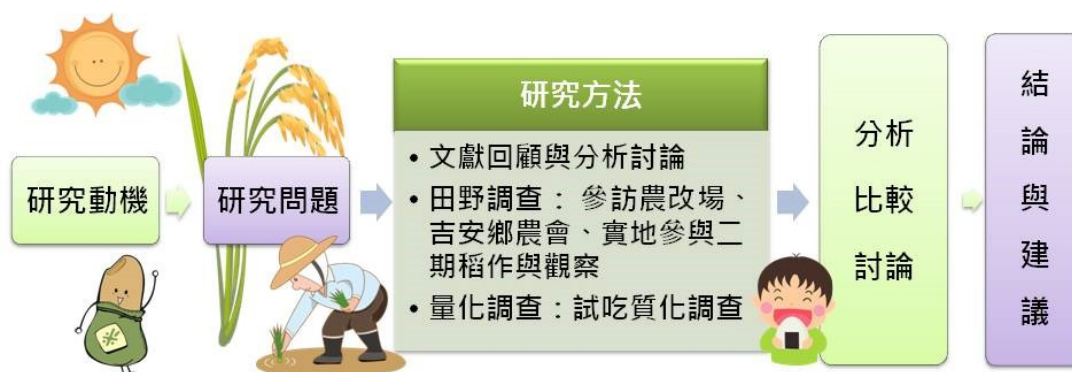 研究動機
研究問題
研究方法
• 文獻回顧與分析討論
• 田野調查： 參訪農改場、
吉安鄉農會、實地參與二
期稻作與觀察
• 量化調查：試吃質化調查
分析
比較
討論
結論與建議
米